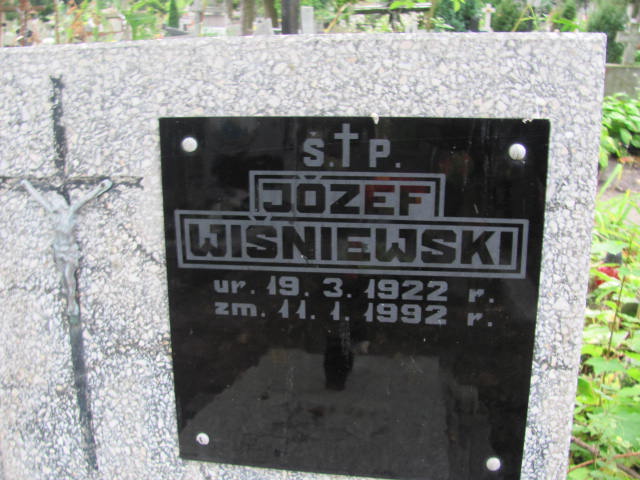 Ś.†P.
JÓZEF
WIŚNIEWSKI
ur. 19. 3. 1922 r.
zm. 11. 1. 1992 r.